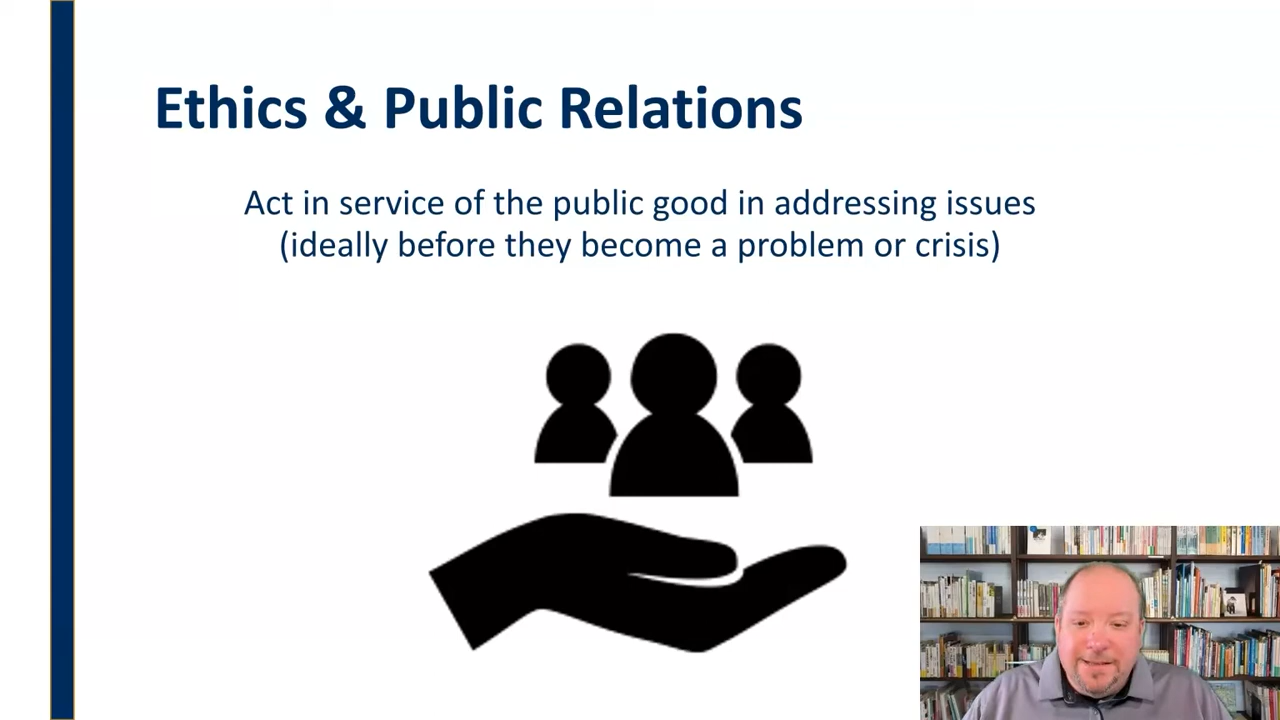 Ethics & Public Relations
Act in service of the public good in addressing issues
(ideally before they become a problem or crisis)